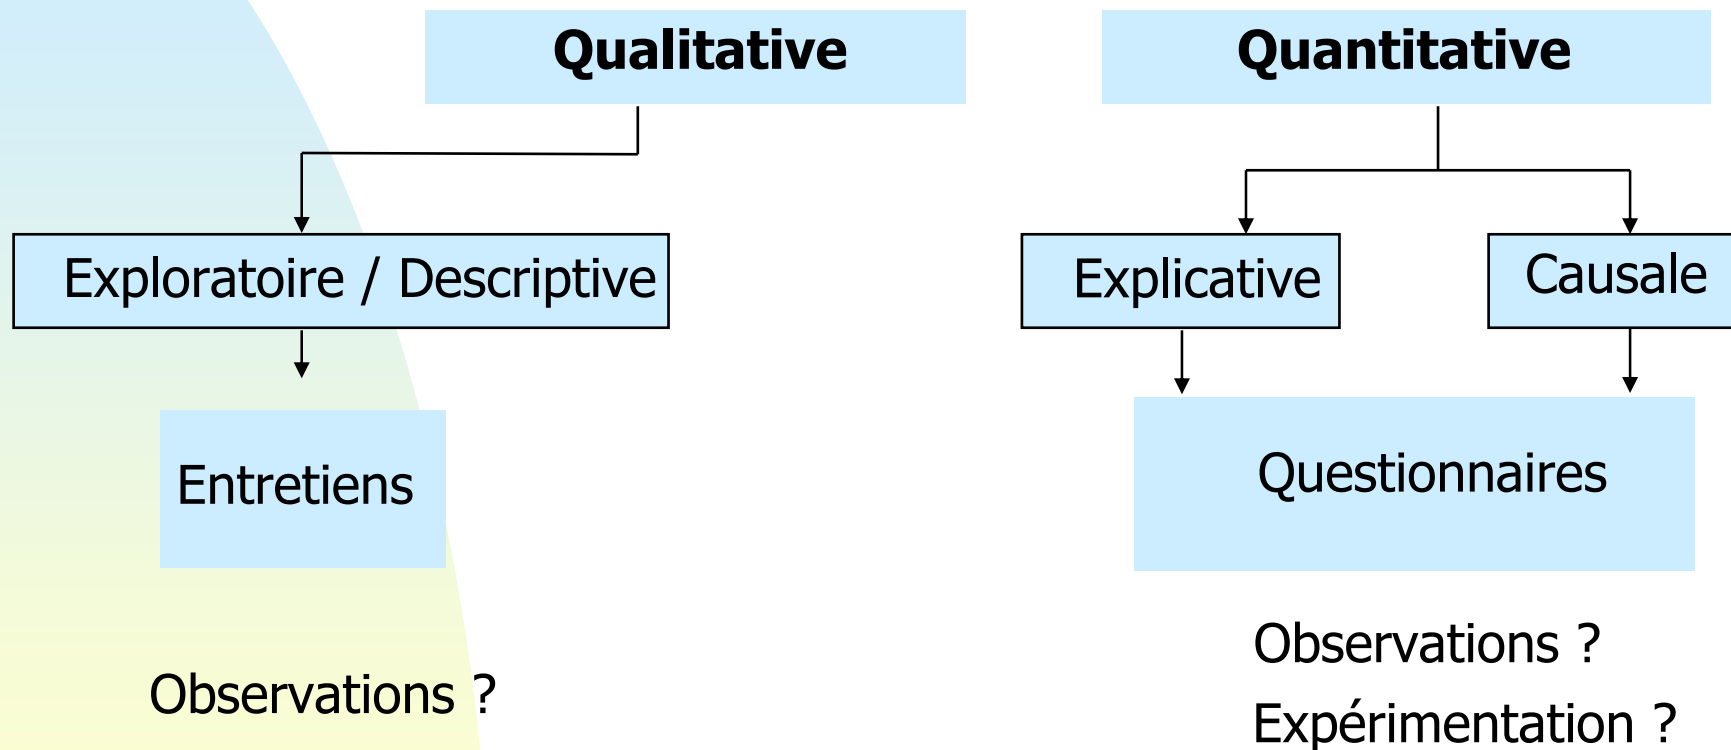 Qualitative
Quantitative
Exploratoire / Descriptive
Explicative
Causale
Entretiens
Questionnaires
Observations ?
Observations ?
Expérimentation ?